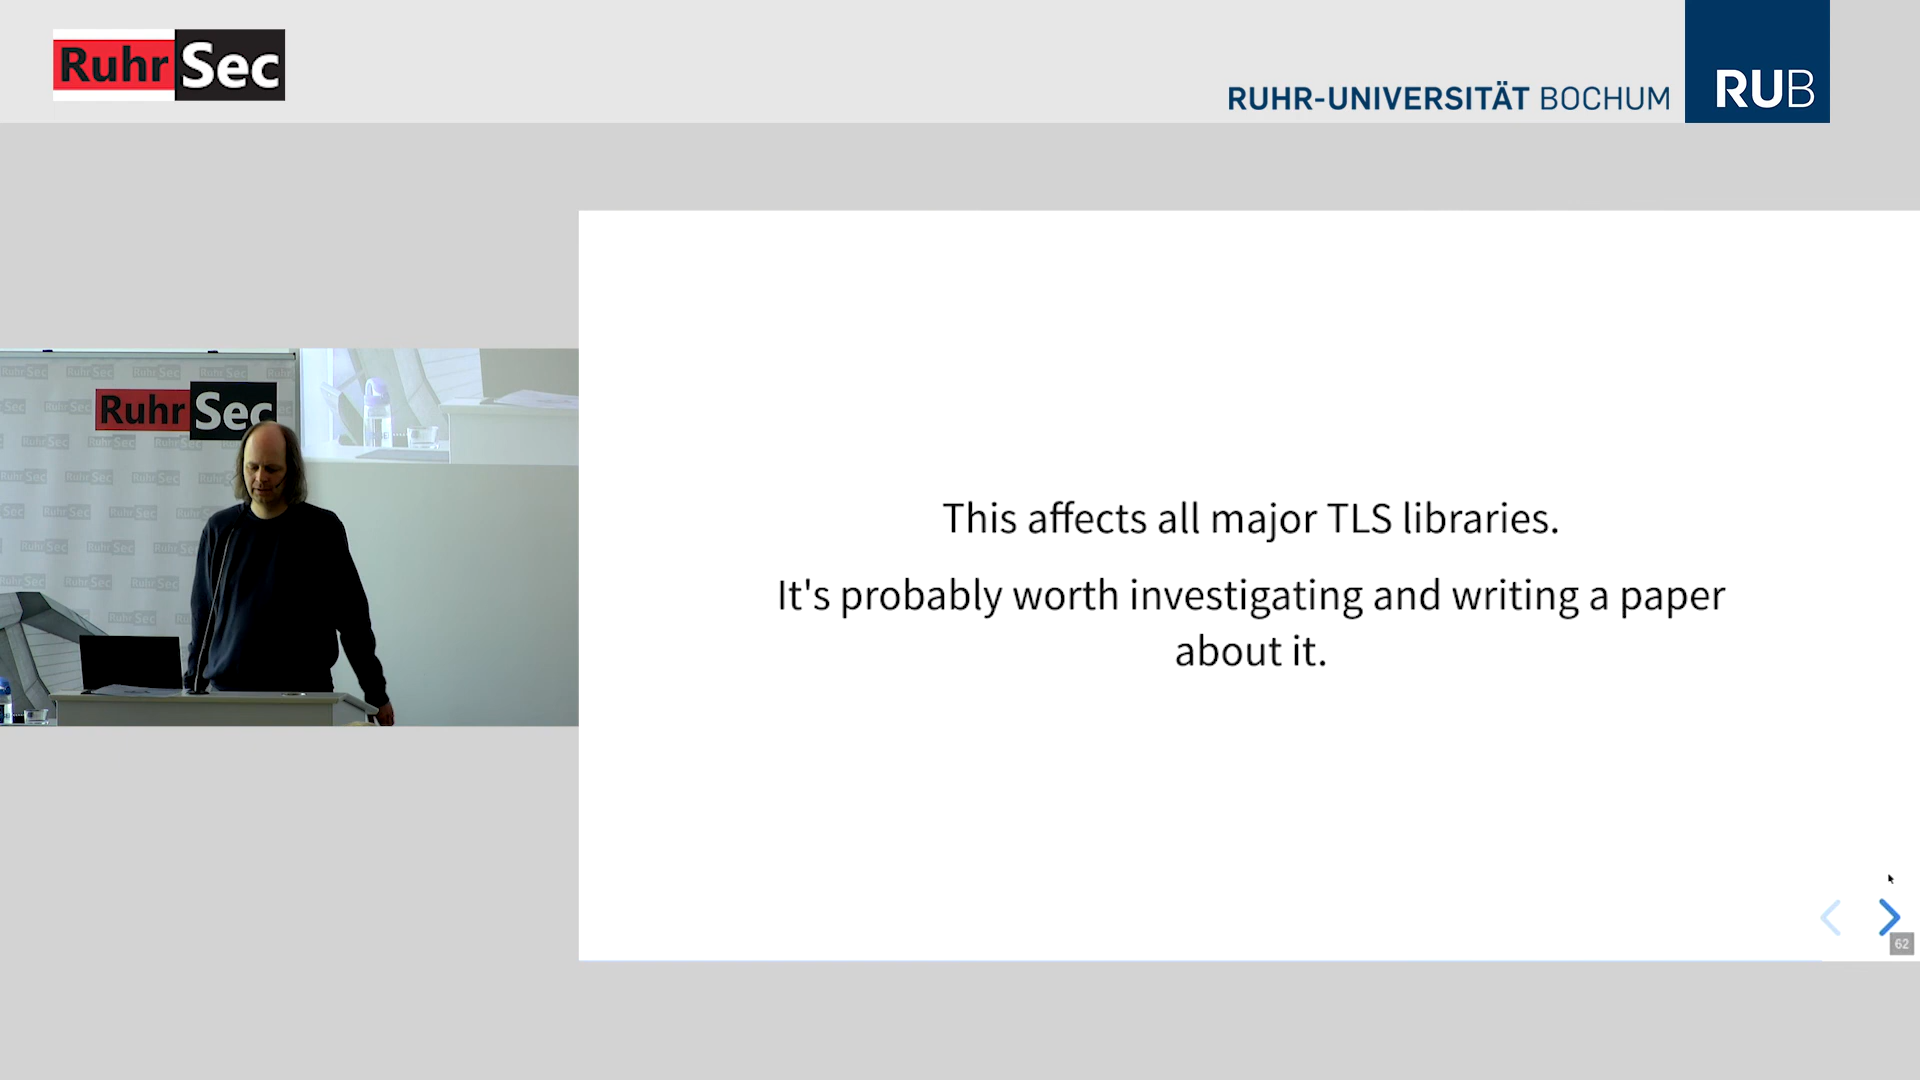 RuhrSec
RUHR-UNIVERSITÄT BOCHUM
RUB
RuhrSec
This affects all major TLS libraries.
It's probably worth investigating and writing a paper
about it.
62